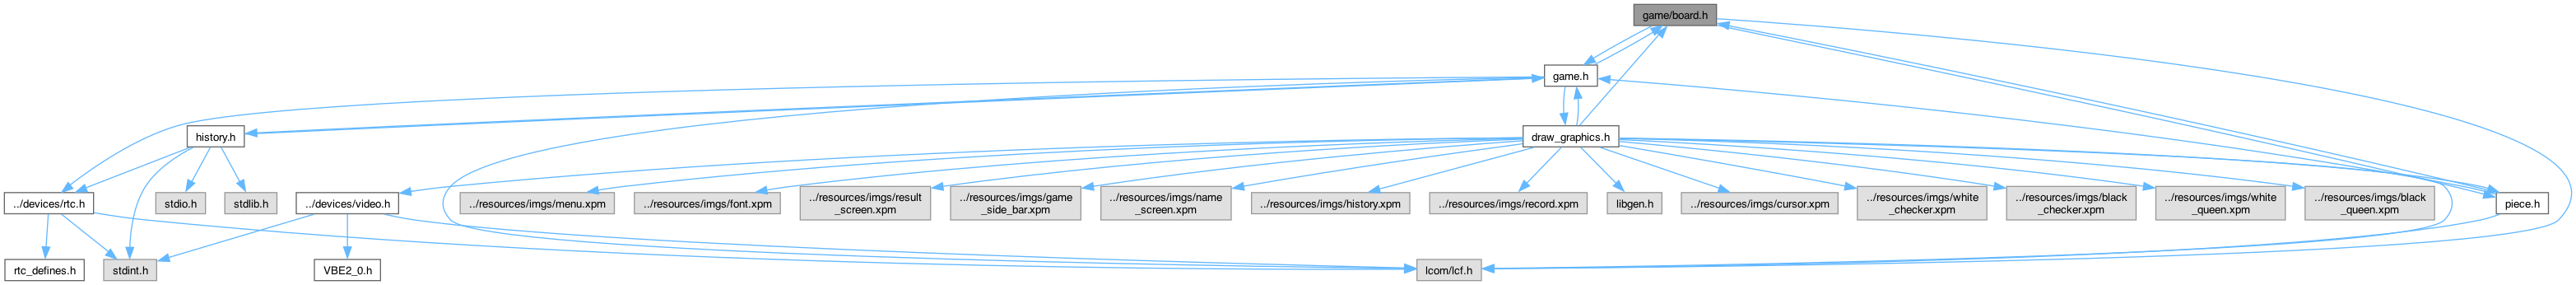 game/board.h
game.h
history.h
draw_graphics.h
../devices/rtc.h
stdio.h
stdlib.h
../devices/video.h
../resources/imgs/menu.xpm
../resources/imgs/font.xpm
../resources/imgs/result
_screen.xpm
../resources/imgs/game
_side_bar.xpm
../resources/imgs/name
_screen.xpm
../resources/imgs/history.xpm
../resources/imgs/record.xpm
libgen.h
../resources/imgs/cursor.xpm
../resources/imgs/white
_checker.xpm
../resources/imgs/black
_checker.xpm
../resources/imgs/white
_queen.xpm
../resources/imgs/black
_queen.xpm
piece.h
rtc_defines.h
stdint.h
VBE2_0.h
lcom/lcf.h